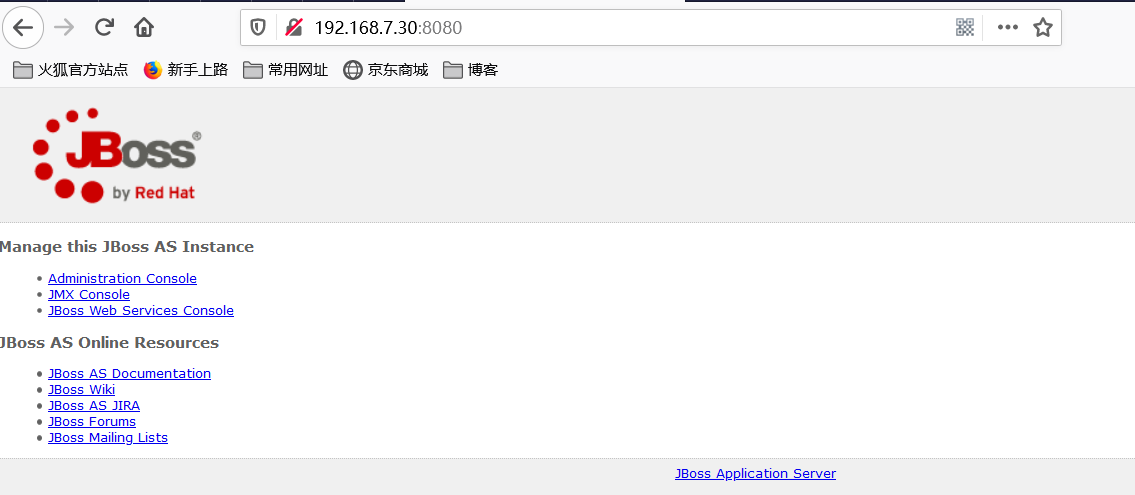 192.168.7.30:8080
火狐官方站点 新手上路 常用网址 京东商城 博客
JBoss®
by Red Hat
Manage this JBoss AS Instance
Administration Console
JMX Console
JBoss Web Services Console
JBoss AS Online Resources
JBoss AS Documentation
JBoss Wiki
JBoss AS JIRA
JBoss Forums
JBoss Mailing Lists
JBoss Application Server